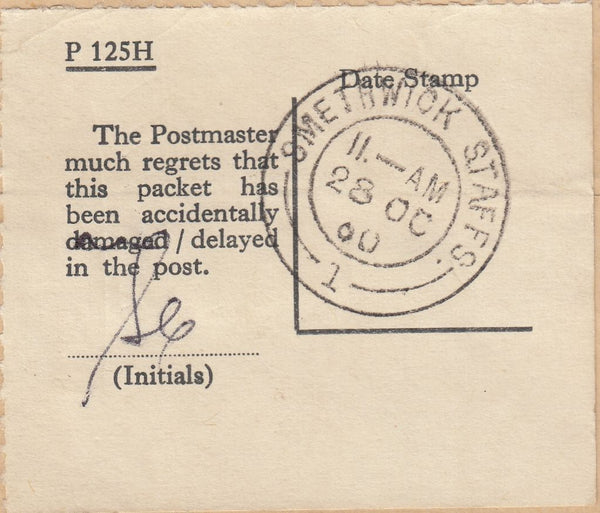 P 125H
Date Stamp
The Postmaster
much regrets that
this packet has
been accidentally
damaged / delayed
in the post.
(Initials)
SMETHWICK STAFFS.
11.—AM
28 OC
60
1